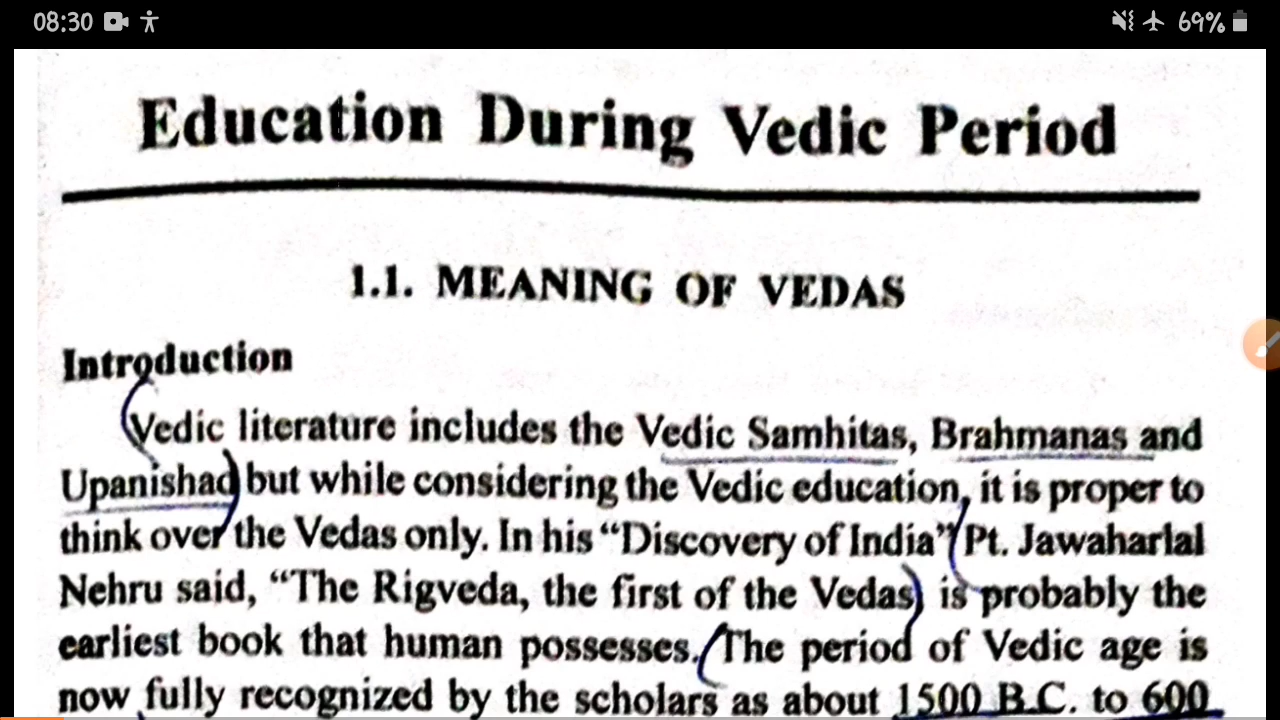 08:30 69%
Education During Vedic Period
1.1. MEANING OF VEDAS
Introduction
Vedic literature includes the Vedic Samhitas, Brahmanas and
Upanishad but while considering the Vedic education, it is proper to
think over the Vedas only. In his “Discovery of India” Pt. Jawaharlal
Nehru said, “The Rigveda, the first of the Vedas) is probably the
earliest book that human possesses. The period of Vedic age is
now fully recognized by the scholars as about 1500 B.C. to 600